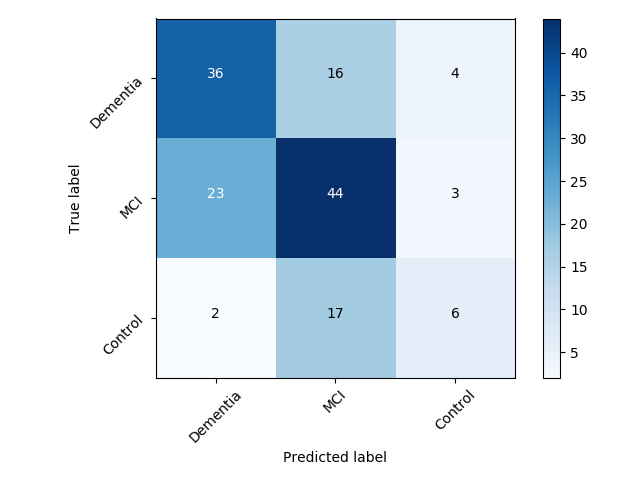 Dementia 36 16 4
MCI 23 44 3
Control 2 17 6
Dementia MCI Control
True label
Predicted label
40
35
30
25
20
15
10
5